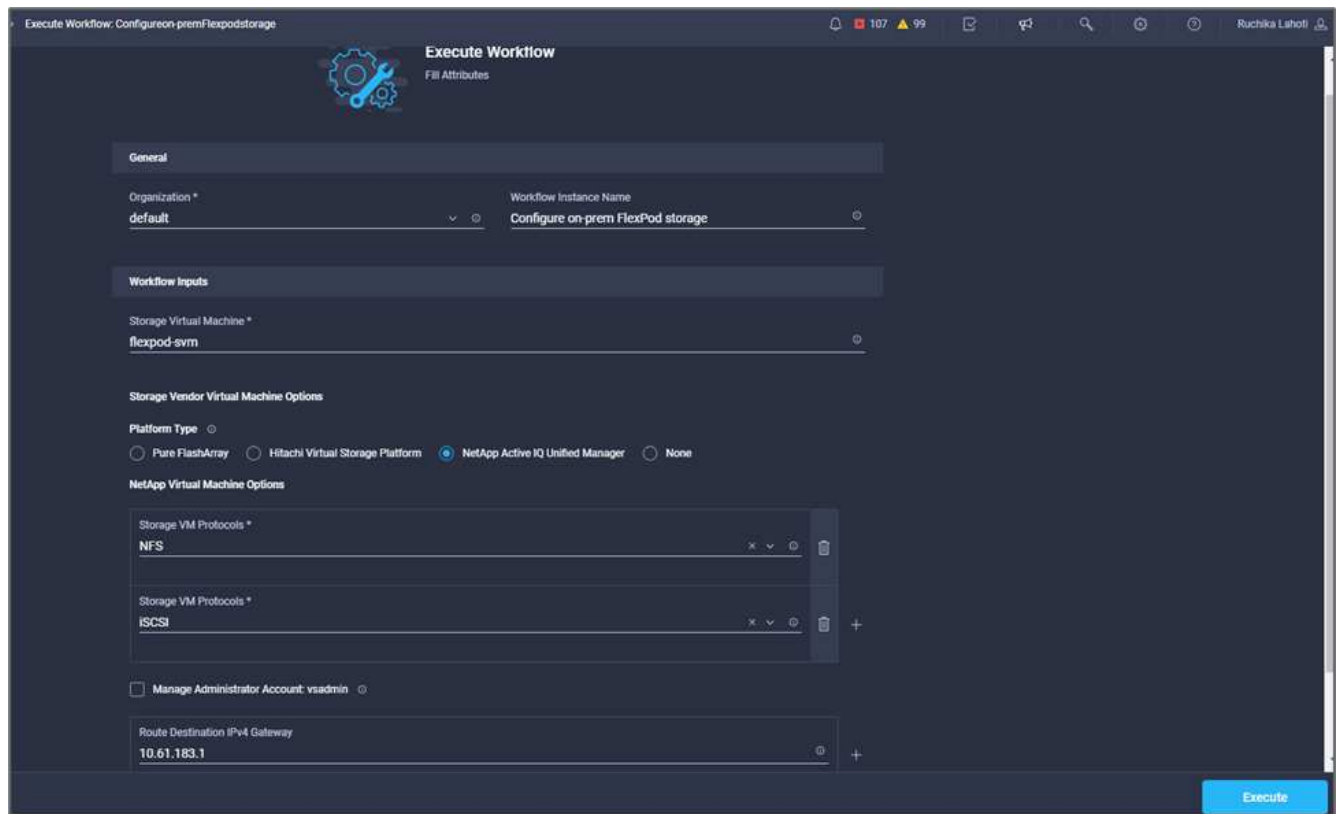 Execute Workflow: Configureon-premFlexpodstorage
107 99
Ruchika Lahoti
Execute Workflow
Fill Attributes
General
Organization *
Workflow Instance Name
default
Configure on-prem FlexPod storage
Workflow Inputs
Storage Virtual Machine *
flexpod-svm
Storage Vendor Virtual Machine Options
Platform Type
Pure FlashArray Hitachi Virtual Storage Platform NetApp Active IQ Unified Manager None
NetApp Virtual Machine Options
Storage VM Protocols *
NFS
Storage VM Protocols *
iSCSI
Manage Administrator Account: vsadmin
Route Destination IPv4 Gateway
10.61.183.1
Execute